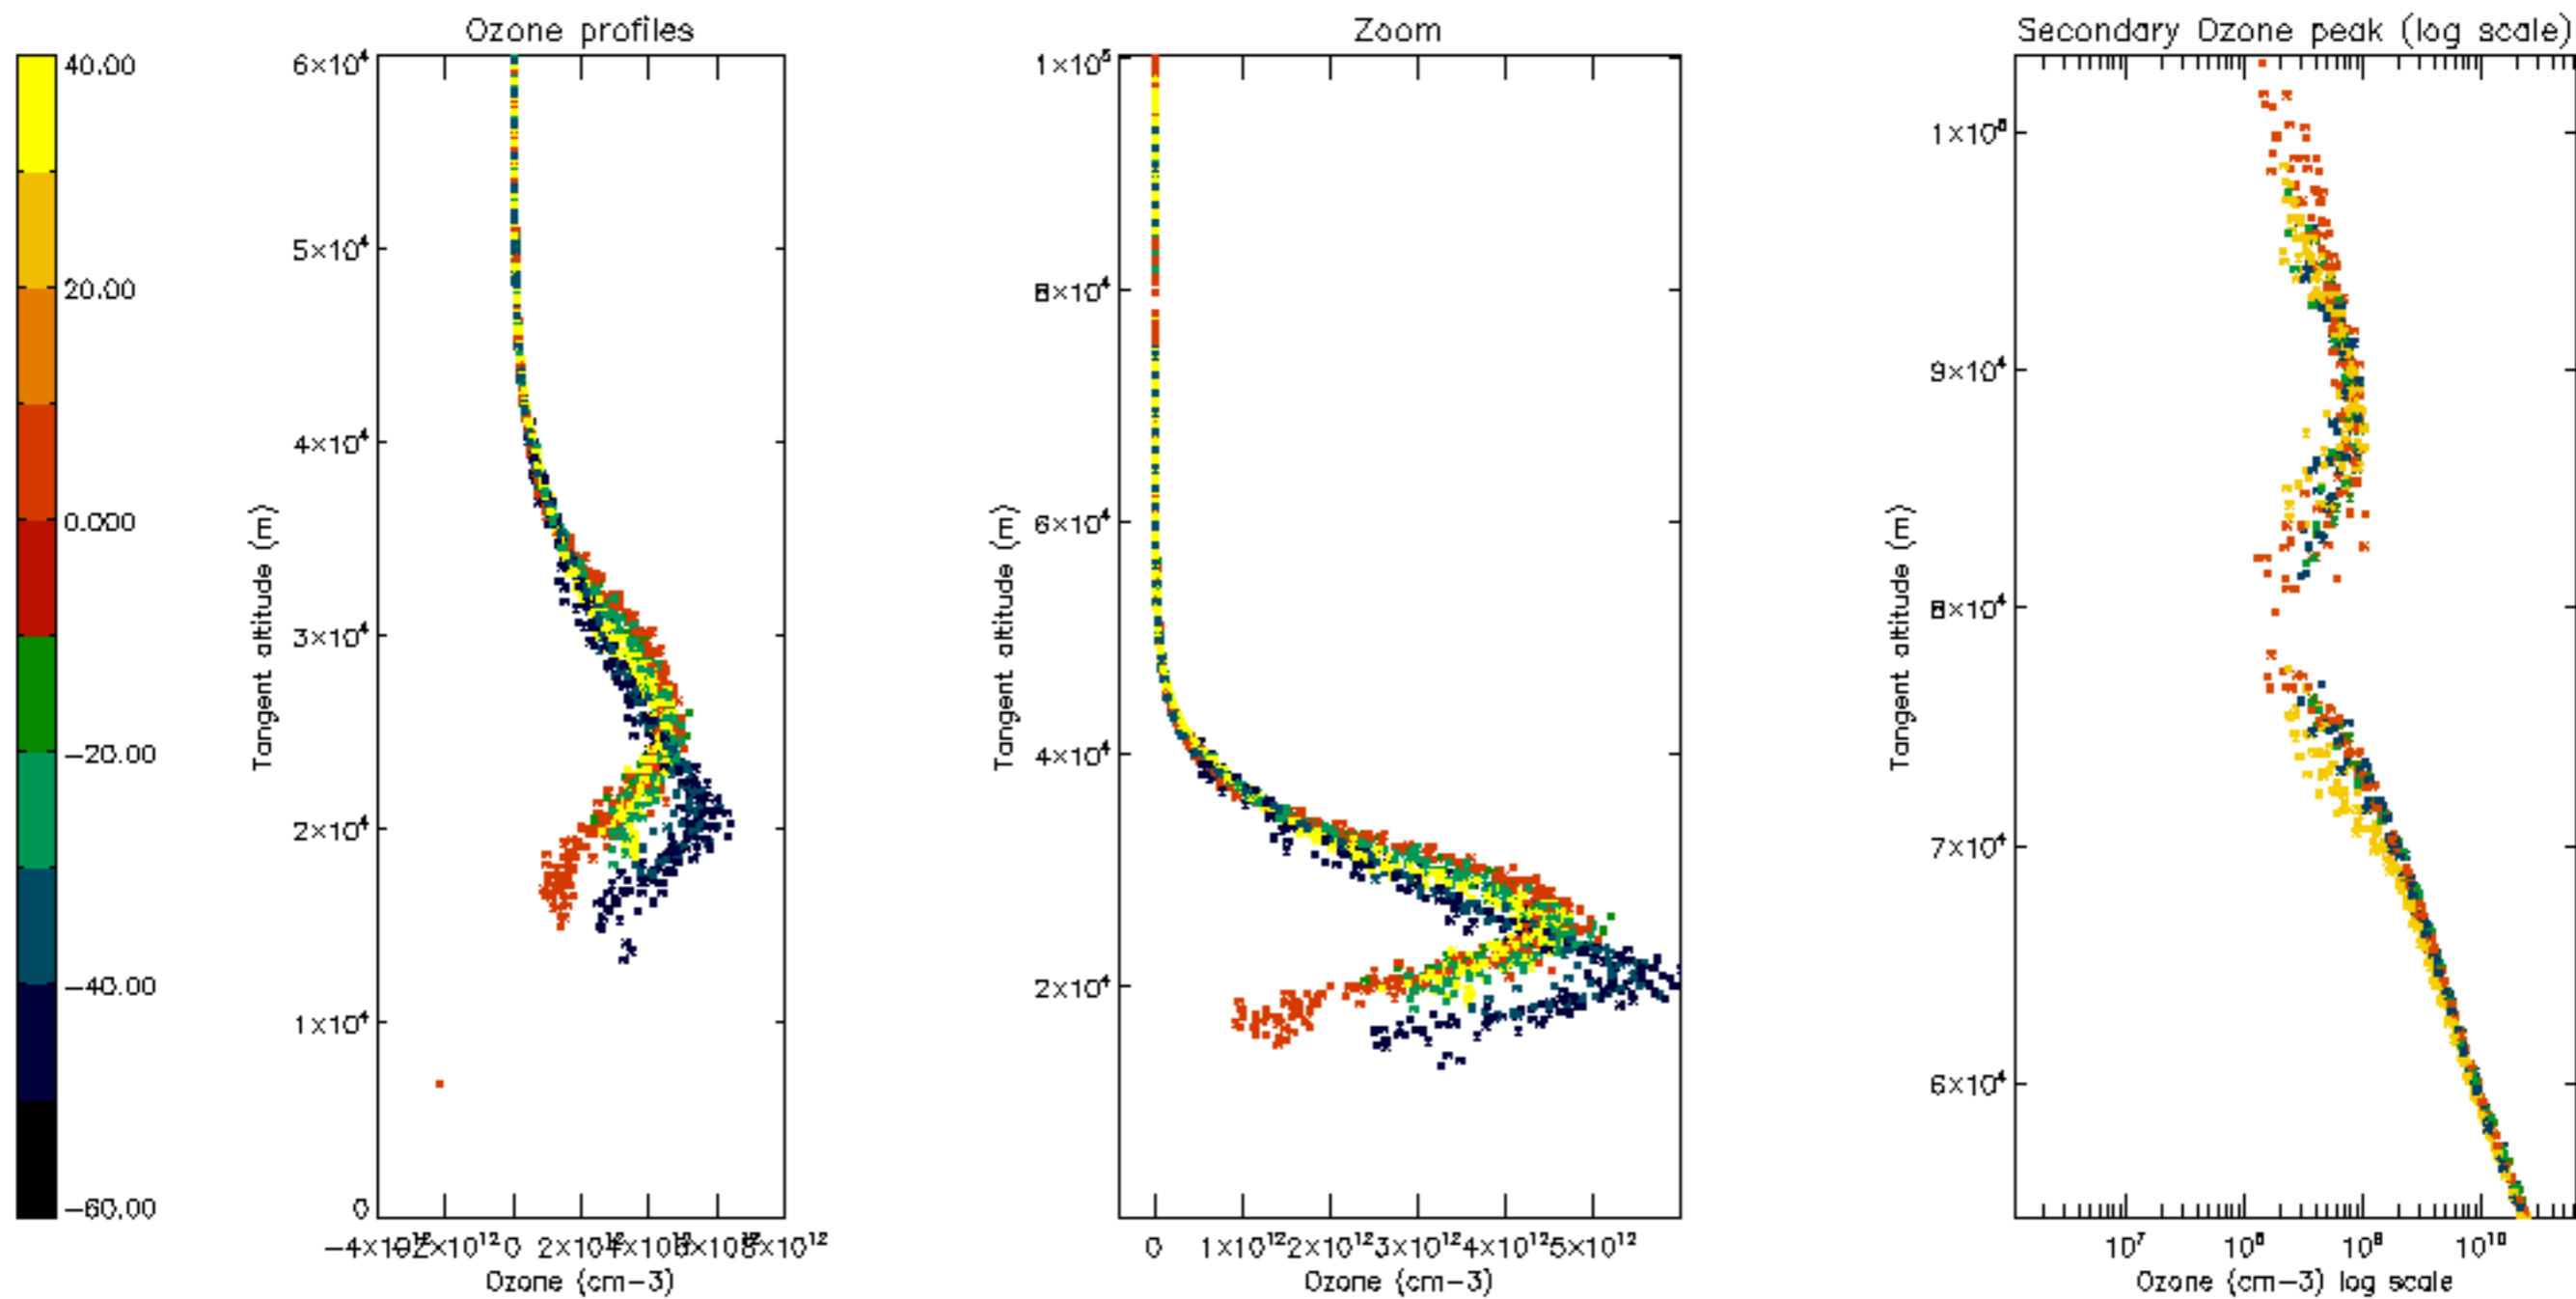 Ozone profiles
Zoom
Secondary Ozone peak (log scale)
40.00
20.00
0.000
−20.00
−40.00
−60.00
6×10⁴
5×10⁴
4×10⁴
3×10⁴
2×10⁴
1×10⁴
0
Tangent altitude (m)
0
Ozone (cm−3)
1×10⁵
8×10⁴
6×10⁴
4×10⁴
2×10⁴
Tangent altitude (m)
0 1×10¹² 2×10¹² 3×10¹² 4×10¹² 5×10¹²
Ozone (cm−3)
9×10⁴
8×10⁴
7×10⁴
6×10⁴
Tangent altitude (m)
10⁷ 10⁸ 10⁹ 10¹⁰
Ozone (cm−3) log scale